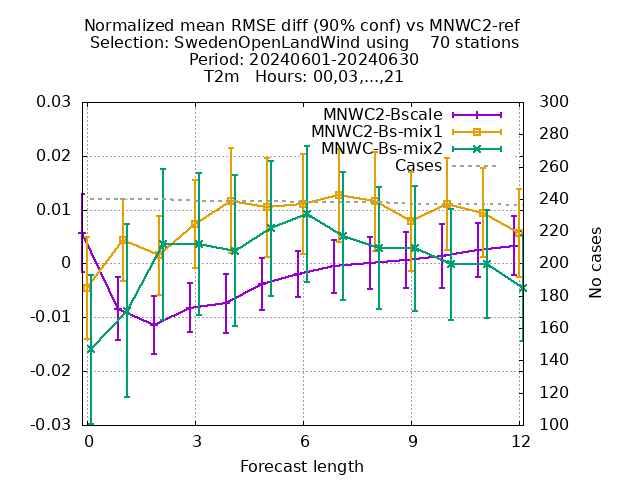 Normalized mean RMSE diff (90% conf) vs MNWC2-ref
Selection: SwedenOpenLandWind using    70 stations
Period: 20240601-20240630
T2m   Hours: 00,03,...,21
MNWC2-Bscale
MNWC2-Bs-mix1
MNWC-Bs-mix2
Cases
0.03
0.02
0.01
0
-0.01
-0.02
-0.03
300
280
260
240
220
200
180
160
140
120
100
No cases
0 3 6 9 12
Forecast length